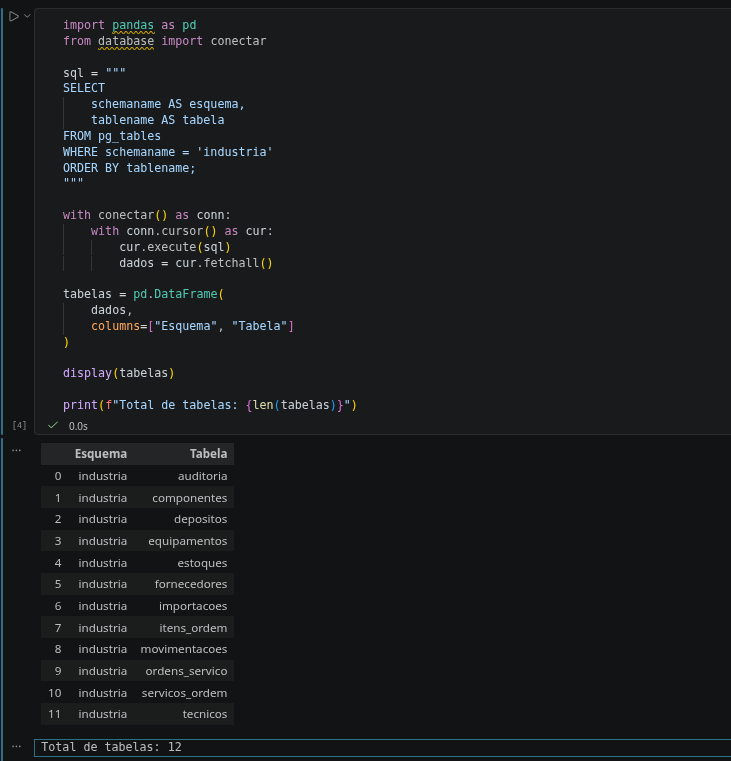 import pandas as pd
from database import conectar
sql = """
SELECT
    schemaname AS esquema,
    tablename AS tabela
FROM pg_tables
WHERE schemaname = 'industria'
ORDER BY tablename;
"""
with conectar() as conn:
    with conn.cursor() as cur:
        cur.execute(sql)
        dados = cur.fetchall()
tabelas = pd.DataFrame(
    dados,
    columns=["Esquema", "Tabela"]
)
display(tabelas)
print(f"Total de tabelas: {len(tabelas)}")
[4] 0.0s
Esquema Tabela
0 industria auditoria
1 industria componentes
2 industria depositos
3 industria equipamentos
4 industria estoques
5 industria fornecedores
6 industria importacoes
7 industria itens_ordem
8 industria movimentacoes
9 industria ordens_servico
10 industria servicos_ordem
11 industria tecnicos
Total de tabelas: 12